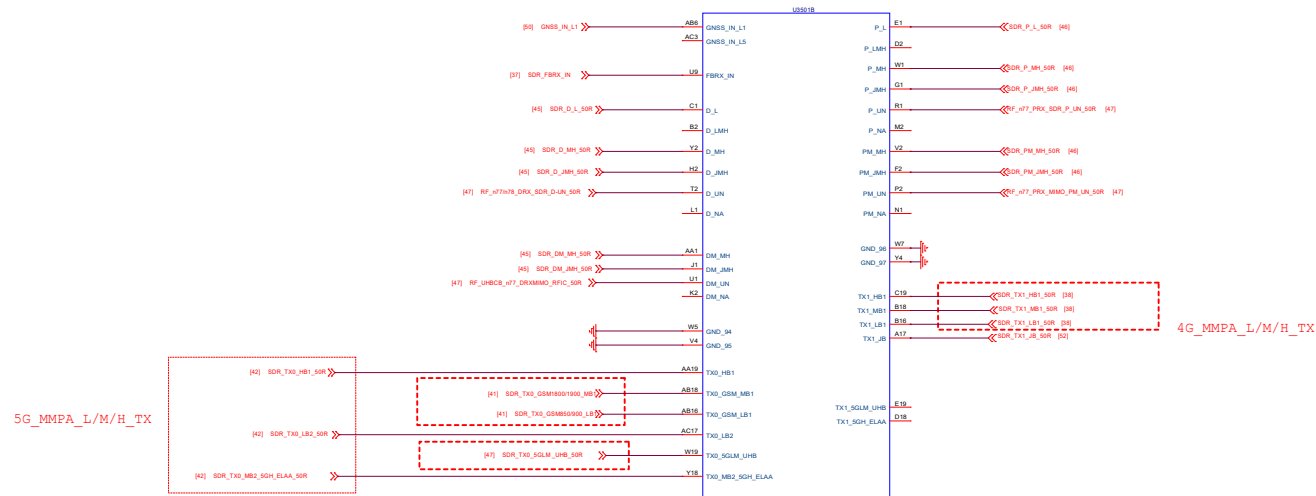 U3501B
[50] GNSS_IN_L1 AB6 GNSS_IN_L1
AC3 GNSS_IN_L5
[37] SDR_FBRX_IN U9 FBRX_IN
[45] SDR_D_L_50R C1 D_L
B2 D_LMH
[45] SDR_D_MH_50R Y2 D_MH
[45] SDR_D_JMH_50R H2 D_JMH
[47] RF_n77/n78_DRX_SDR_D-UN_50R T2 D_UN
L1 D_NA
[45] SDR_DM_MH_50R AA1 DM_MH
[45] SDR_DM_JMH_50R J1 DM_JMH
[47] RF_UHBCB_n77_DRXMIMO_RFIC_50R U1 DM_UN
K2 DM_NA
W5 GND_94
V4 GND_95
[42] SDR_TX0_HB1_50R AA19 TX0_HB1
[41] SDR_TX0_GSM1800/1900_MB1 AB18 TX0_GSM_MB1
[41] SDR_TX0_GSM850/900_LB1 AB16 TX0_GSM_LB1
[42] SDR_TX0_LB2_50R AC17 TX0_LB2
[47] SDR_TX0_5GLM_UHB_50R W19 TX0_5GLM_UHB
[42] SDR_TX0_MB2_5GH_ELAA_50R Y18 TX0_MB2_5GH_ELAA
5G_MMPA_L/M/H_TX
P_L E1 SDR_P_L_50R [46]
P_LMH D2
P_MH W1 SDR_P_MH_50R [46]
P_JMH G1 SDR_P_JMH_50R [46]
P_UN R1 RF_n77_PRX_SDR_P_UN_50R [47]
P_NA M2
PM_MH V2 SDR_PM_MH_50R [46]
PM_JMH F2 SDR_PM_JMH_50R [46]
PM_UN P2 RF_n77_PRX_MIMO_PM_UN_50R [47]
PM_NA N1
GND_96 W7
GND_97 Y4
TX1_HB1 C19 SDR_TX1_HB1_50R [38]
TX1_MB1 B18 SDR_TX1_MB1_50R [38]
TX1_LB1 B16 SDR_TX1_LB1_50R [38]
TX1_JB A17 SDR_TX1_JB_50R [52]
TX1_5GLM_UHB E19
TX1_5GH_ELAA D18
4G_MMPA_L/M/H_TX